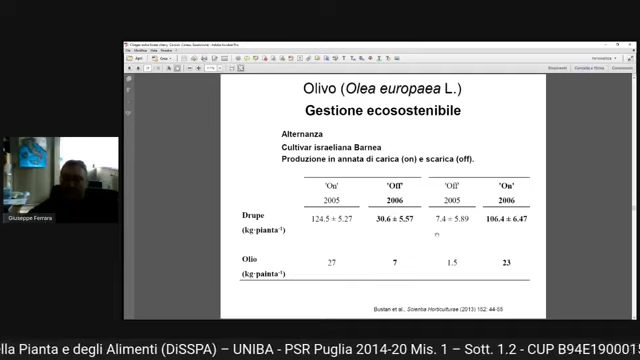 Olivo (Olea europaea L.)
Gestione ecosostenibile
Alternanza
Cultivar israeliana Barnea
Produzione in annata di carica (on) e scarica (off).
'On' 'Off' 'Off' 'On'
2005 2006 2005 2006
Drupe 124.5 ± 5.27 30.6 ± 5.57 7.4 ± 5.89 106.4 ± 6.47
(kg·pianta-1)
Olio 27 7 1.5 23
(kg·painta-1)
Bustan et al., Scientia Horticulturae (2013) 152: 44-55
Giuseppe Ferrara
ella Pianta e degli Alimenti (DiSSPA) – UNIBA - PSR Puglia 2014-20 Mis. 1 – Sott. 1.2 - CUP B94E190001